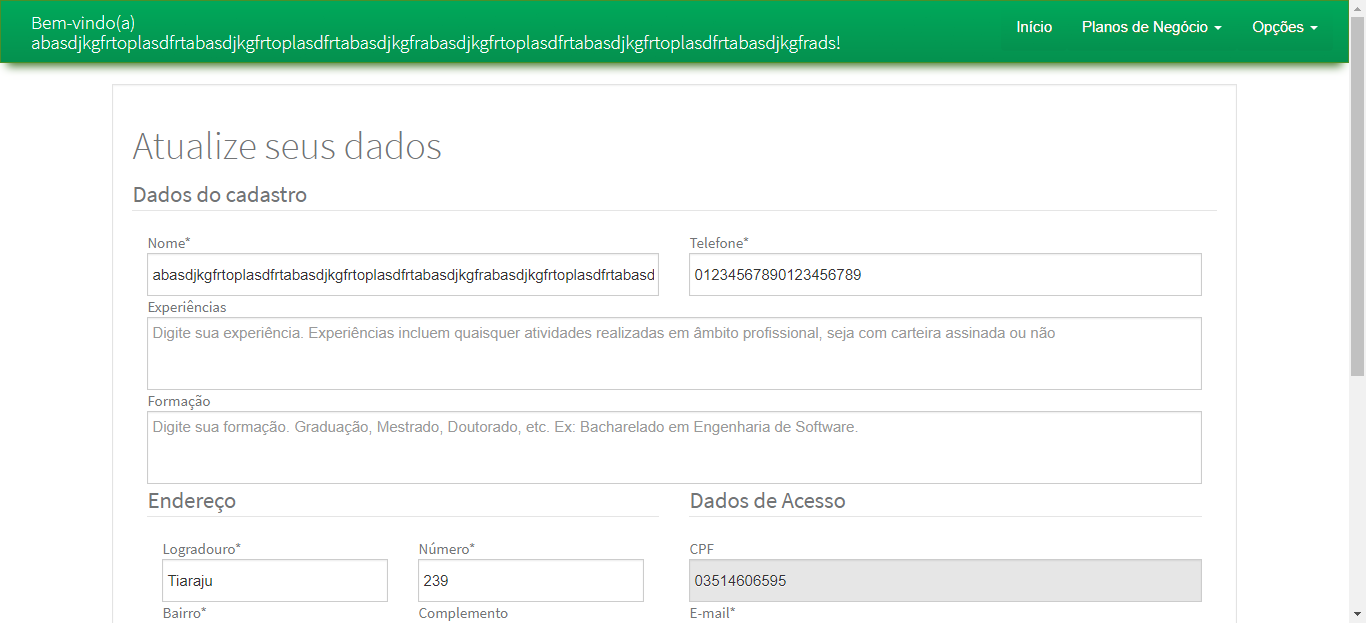 Bem-vindo(a)
abasdjkgfrtoplasdfrtabasdjkgfrtoplasdfrtabasdjkgfrabasdjkgfrtoplasdfrtabasdjkgfrtoplasdfrtabasdjkgfrads!
Início Planos de Negócio Opções
Atualize seus dados
Dados do cadastro
Nome* Telefone*
abasdjkgfrtoplasdfrtabasdjkgfrtoplasdfrtabasdjkgfrabasdjkgfrtoplasdfrtabasd 01234567890123456789
Experiências
Digite sua experiência. Experiências incluem quaisquer atividades realizadas em âmbito profissional, seja com carteira assinada ou não
Formação
Digite sua formação. Graduação, Mestrado, Doutorado, etc. Ex: Bacharelado em Engenharia de Software.
Endereço Dados de Acesso
Logradouro* Número* CPF
Tiaraju 239 03514606595
Bairro* Complemento E-mail*